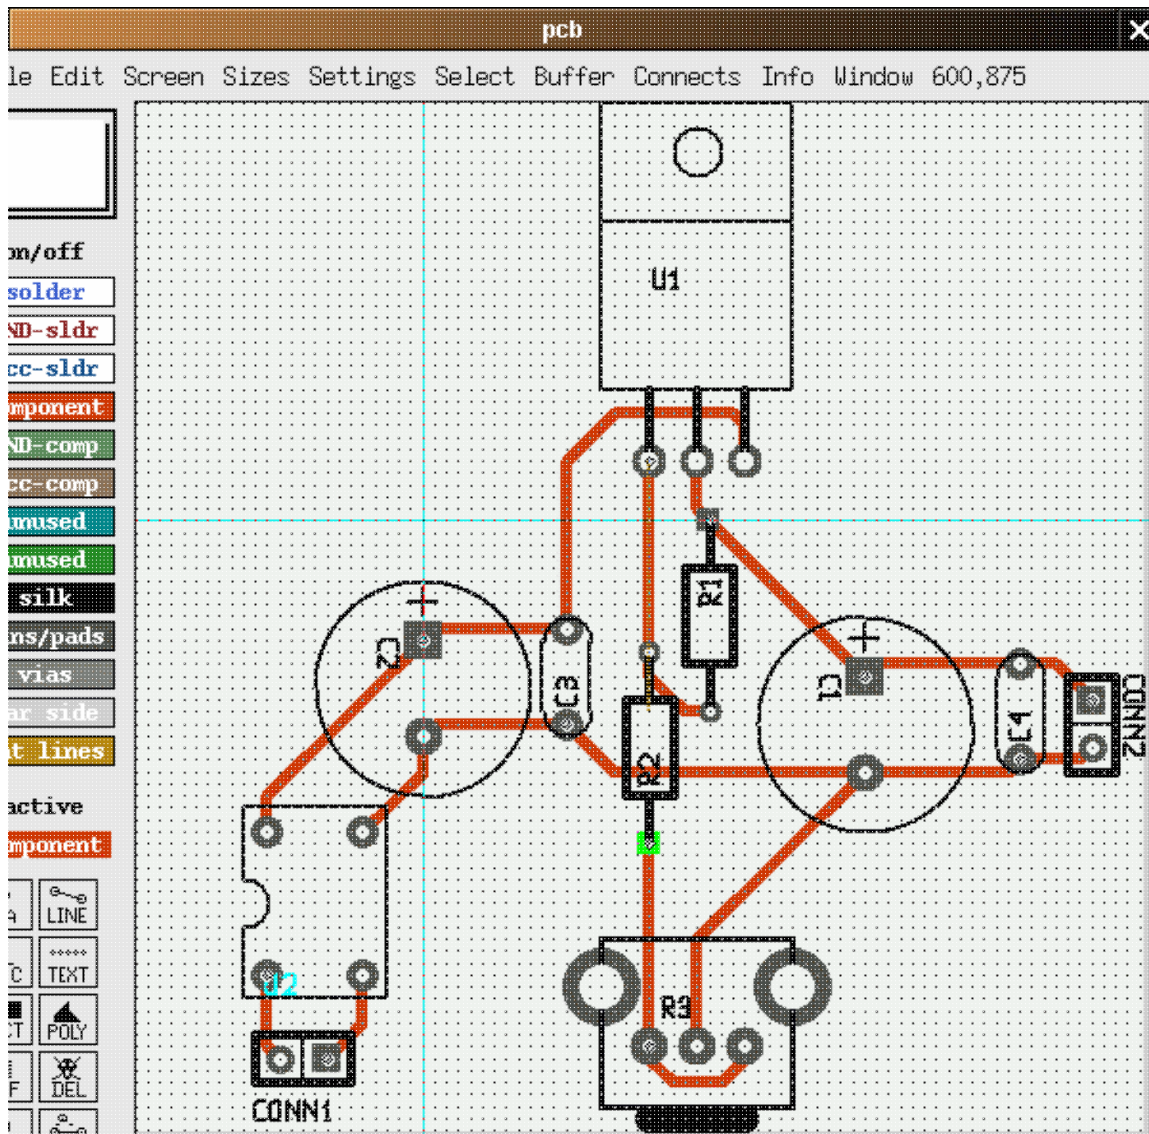 pcb
le Edit Screen Sizes Settings Select Buffer Connects Info Window 600,875
on/off
solder
ND-sldr
cc-sldr
mponent
ND-comp
cc-comp
unused
unused
silk
ns/pads
vias
ar side
t lines
active
mponent
A LINE
C TEXT
CT POLY
F DEL
U1
R1
C2
C3
R2
C1
C4
CONN2
U2
R3
CONN1